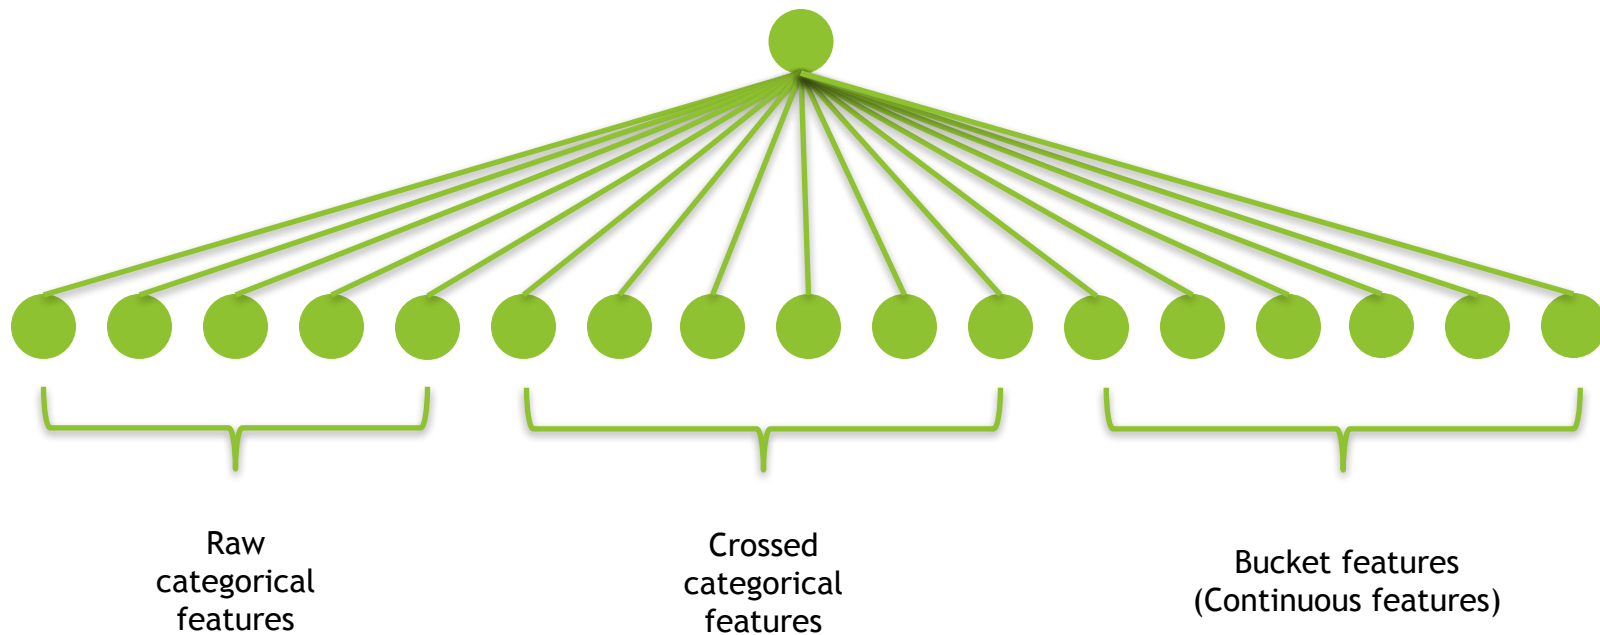 Raw
categorical
features
Crossed
categorical
features
Bucket features
(Continuous features)